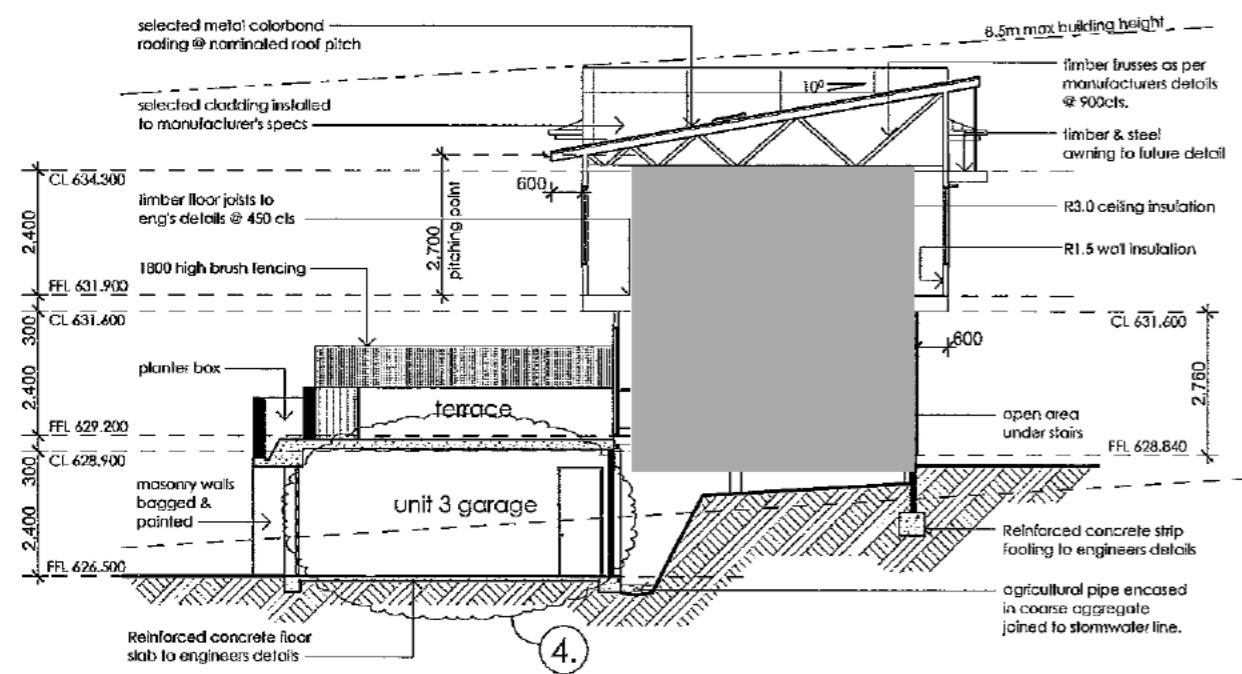 selected metal colorbond
roofing @ nominated roof pitch
8.5m max building height
timber trusses as per
manufacturers details
@ 900cts.
10°
selected cladding installed
to manufacturer's specs
timber & steel
awning to future detail
CL 634.300
600
timber floor joists to
eng's details @ 450 cts
R3.0 ceiling insulation
2,400
2,700
pitching point
R1.5 wall insulation
1800 high brush fencing
FFL 631.900
300
CL 631.600
CL 631.600
600
planter box
2,400
2,760
terrace
open area
under stairs
FFL 629.200
FFL 628.840
300
CL 628.900
masonry walls
bagged &
painted
unit 3 garage
2,400
Reinforced concrete strip
footing to engineers details
FFL 626.500
agricultural pipe encased
in coarse aggregate
joined to stormwater line.
Reinforced concrete floor
slab to engineers details
4.